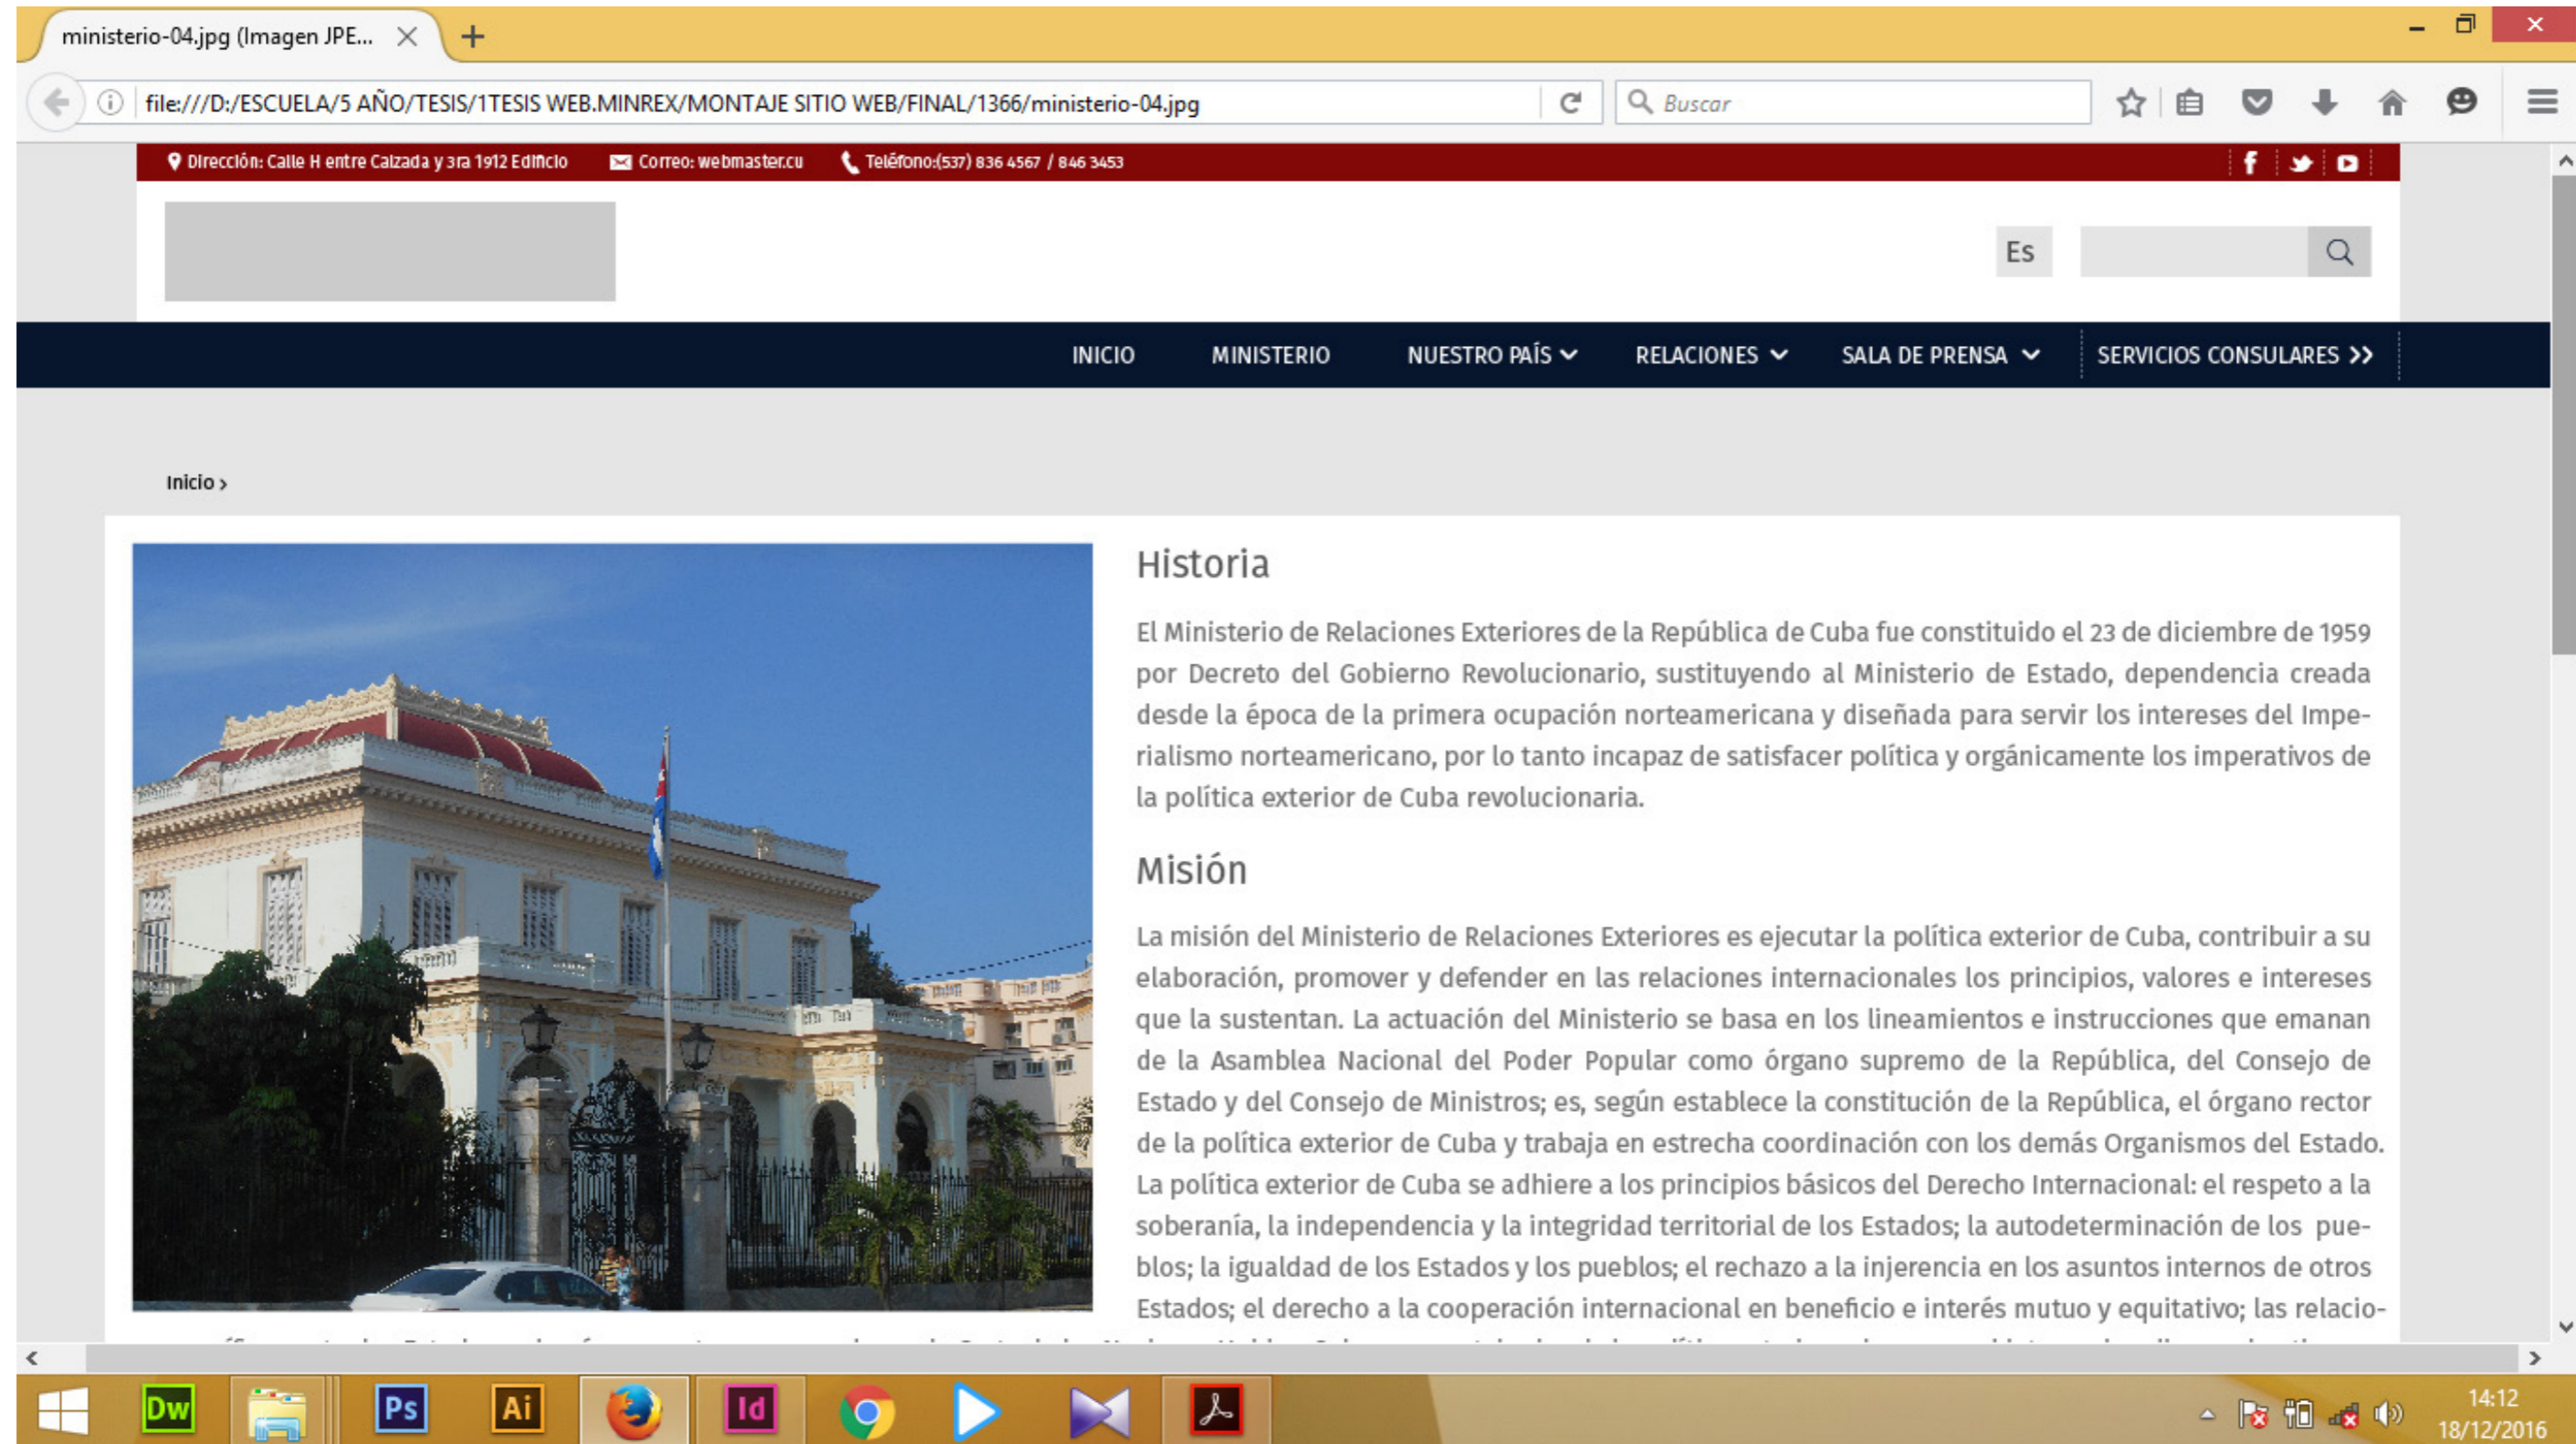 ministerio-04.jpg (Imagen JPE...
file:///D:/ESCUELA/5 AÑO/TESIS/1TESIS WEB.MINREX/MONTAJE SITIO WEB/FINAL/1366/ministerio-04.jpg
Buscar
Dirección: Calle H entre Calzada y 3ra 1912 Edificio
Correo: webmaster.cu
Teléfono:(537) 836 4567 / 846 3453
Es
INICIO
MINISTERIO
NUESTRO PAÍS
RELACIONES
SALA DE PRENSA
SERVICIOS CONSULARES >>
Inicio >
Historia
El Ministerio de Relaciones Exteriores de la República de Cuba fue constituido el 23 de diciembre de 1959
por Decreto del Gobierno Revolucionario, sustituyendo al Ministerio de Estado, dependencia creada
desde la época de la primera ocupación norteamericana y diseñada para servir los intereses del Impe-
rialismo norteamericano, por lo tanto incapaz de satisfacer política y orgánicamente los imperativos de
la política exterior de Cuba revolucionaria.
Misión
La misión del Ministerio de Relaciones Exteriores es ejecutar la política exterior de Cuba, contribuir a su
elaboración, promover y defender en las relaciones internacionales los principios, valores e intereses
que la sustentan. La actuación del Ministerio se basa en los lineamientos e instrucciones que emanan
de la Asamblea Nacional del Poder Popular como órgano supremo de la República, del Consejo de
Estado y del Consejo de Ministros; es, según establece la constitución de la República, el órgano rector
de la política exterior de Cuba y trabaja en estrecha coordinación con los demás Organismos del Estado.
La política exterior de Cuba se adhiere a los principios básicos del Derecho Internacional: el respeto a la
soberanía, la independencia y la integridad territorial de los Estados; la autodeterminación de los pue-
blos; la igualdad de los Estados y los pueblos; el rechazo a la injerencia en los asuntos internos de otros
Estados; el derecho a la cooperación internacional en beneficio e interés mutuo y equitativo; las relacio-
Dw
Ps
Ai
Id
14:12
18/12/2016